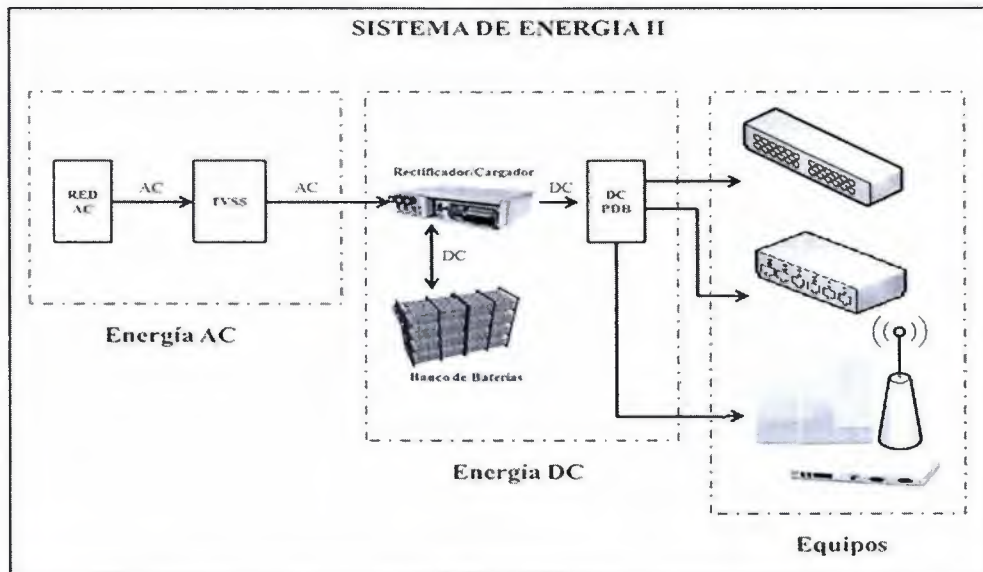 SISTEMA DE ENERGIA II
RED
AC
AC
TVSS
AC
Rectificador/Cargador
DC
DC
PDB
DC
Banco de Baterías
Energía AC
Energía DC
Equipos